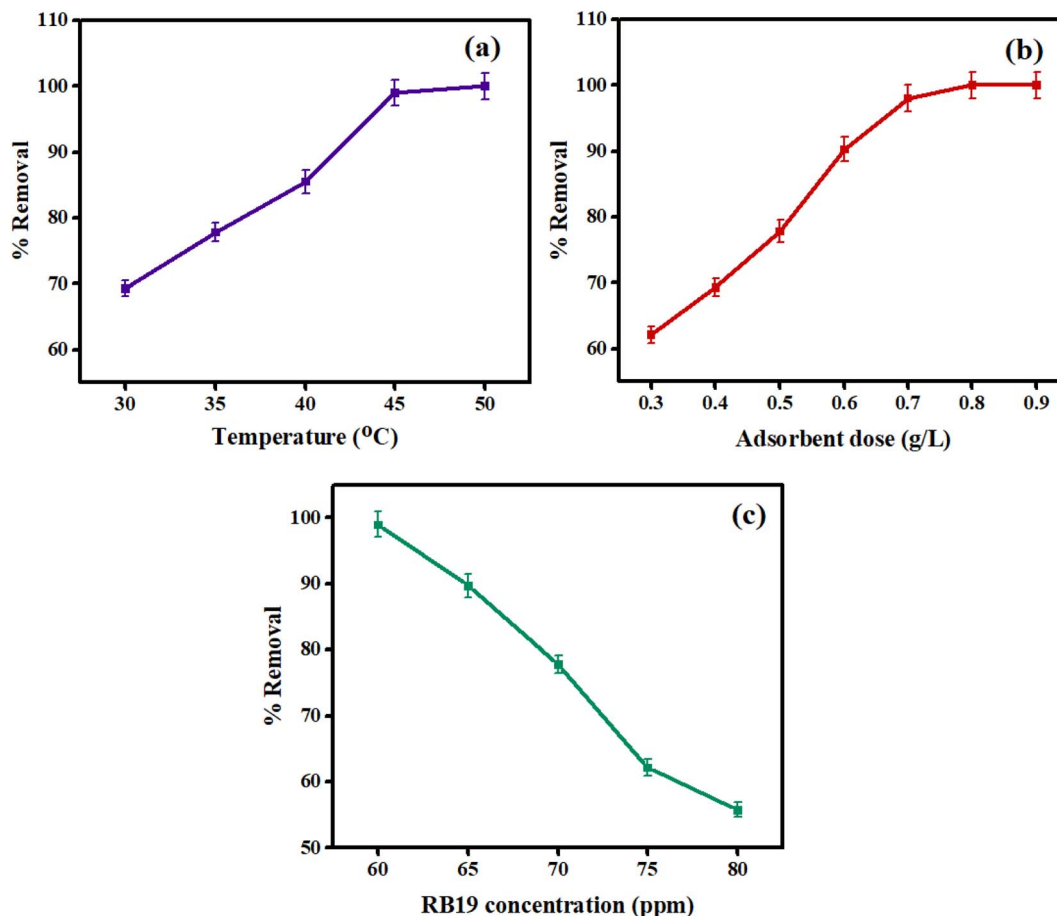 (a)
110
100
90
80
70
60
% Removal
30 35 40 45 50
Temperature (°C)
(b)
110
100
90
80
70
60
% Removal
0.3 0.4 0.5 0.6 0.7 0.8 0.9
Adsorbent dose (g/L)
(c)
100
90
80
70
60
50
% Removal
60 65 70 75 80
RB19 concentration (ppm)